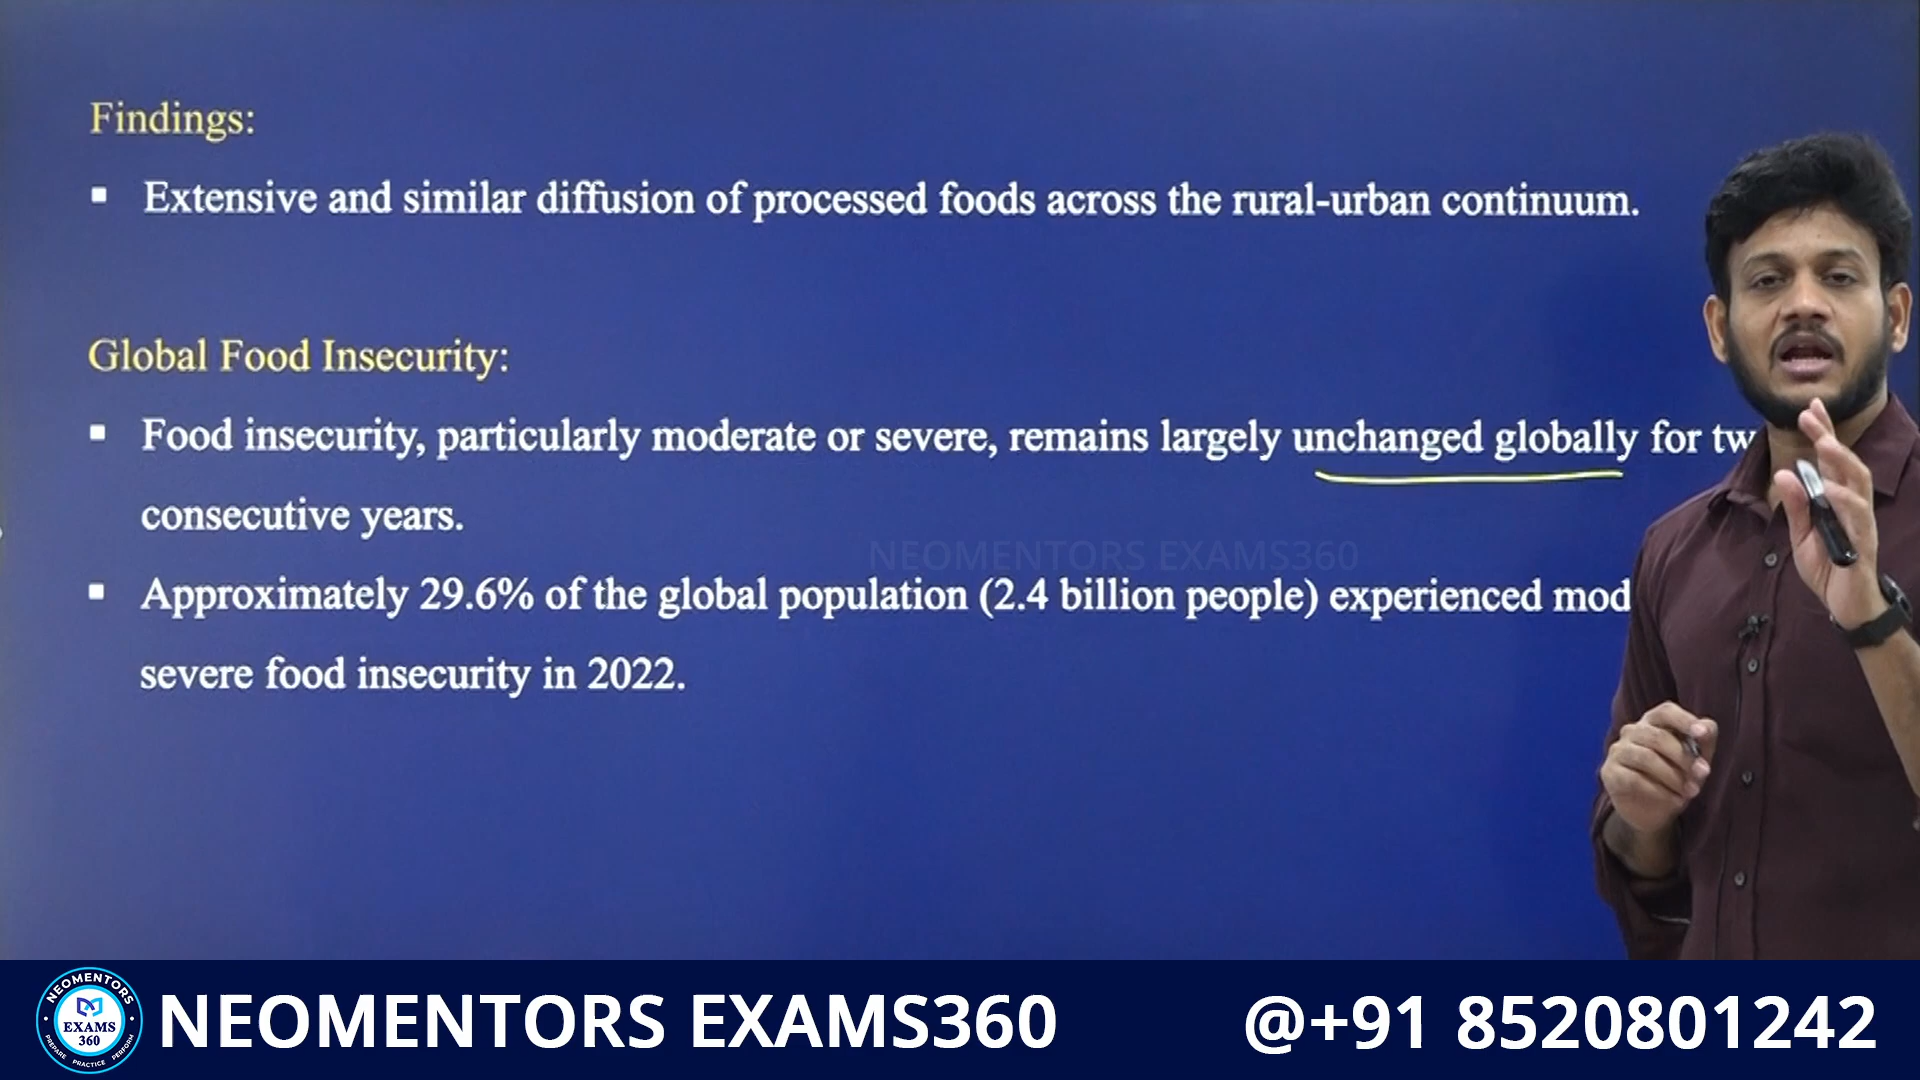 Findings:
▪ Extensive and similar diffusion of processed foods across the rural-urban continuum.
Global Food Insecurity:
▪ Food insecurity, particularly moderate or severe, remains largely unchanged globally for tw
consecutive years.
NEOMENTORS EXAMS360
▪ Approximately 29.6% of the global population (2.4 billion people) experienced mod
severe food insecurity in 2022.
NEOMENTORS
EXAMS
360
PREPARE PRACTICE PERFORM
NEOMENTORS EXAMS360
@+91 8520801242